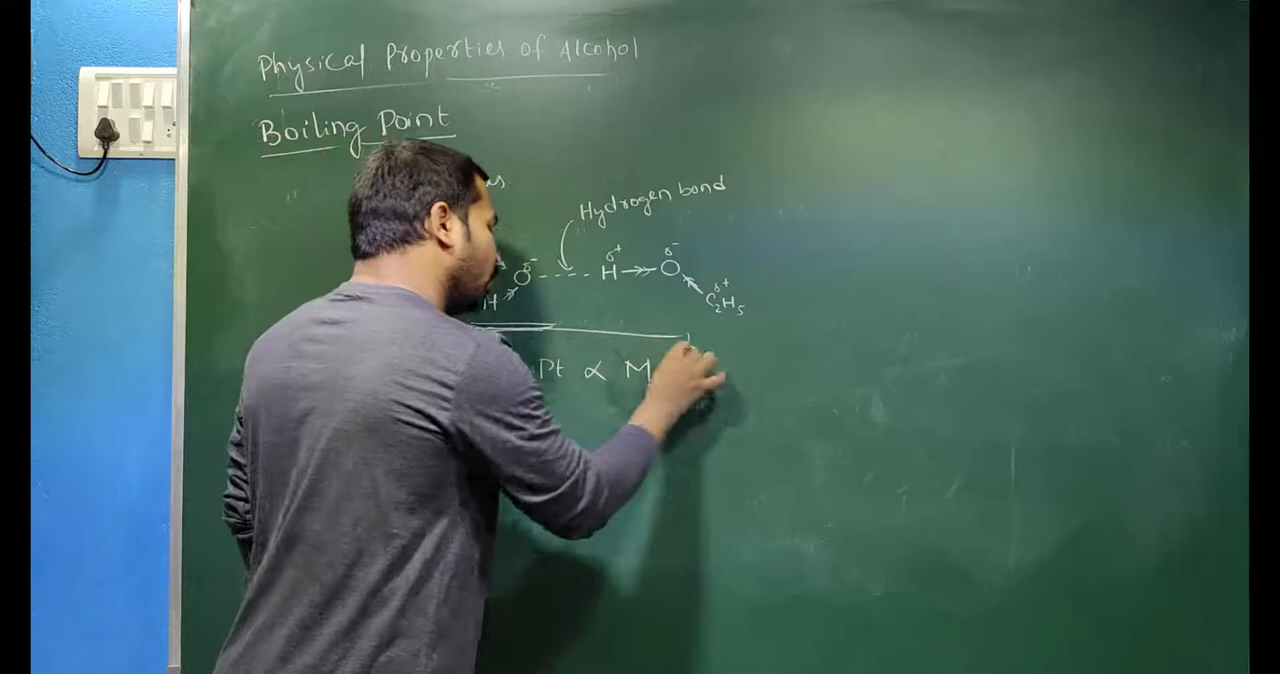 Physical Properties of Alcohol
Boiling Point
Hydrogen bond
H O δ- ---- H δ+ O δ- C2H5 δ+
Pt ∝ M